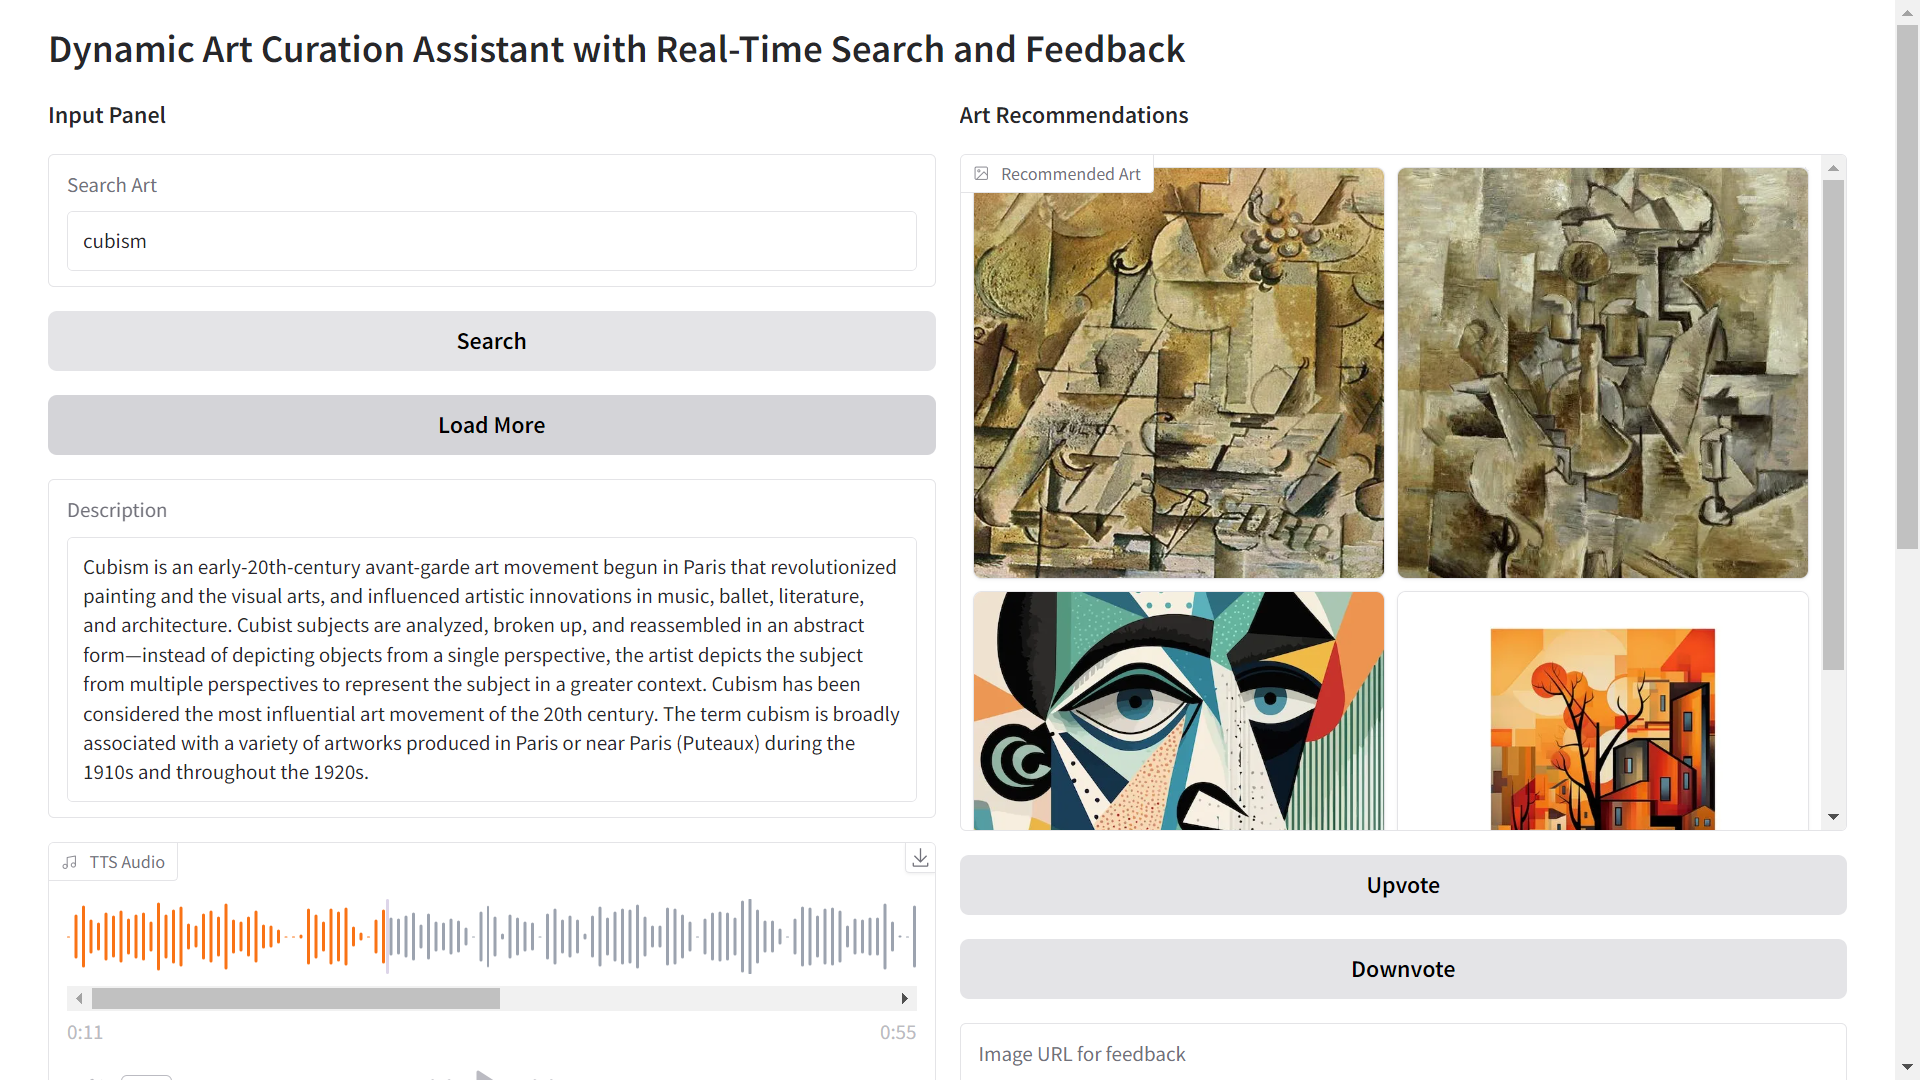 Dynamic Art Curation Assistant with Real-Time Search and Feedback
Input Panel
Search Art
cubism
Search
Load More
Description
Cubism is an early-20th-century avant-garde art movement begun in Paris that revolutionized
painting and the visual arts, and influenced artistic innovations in music, ballet, literature,
and architecture. Cubist subjects are analyzed, broken up, and reassembled in an abstract
form—instead of depicting objects from a single perspective, the artist depicts the subject
from multiple perspectives to represent the subject in a greater context. Cubism has been
considered the most influential art movement of the 20th century. The term cubism is broadly
associated with a variety of artworks produced in Paris or near Paris (Puteaux) during the
1910s and throughout the 1920s.
TTS Audio
0:11
0:55
Art Recommendations
Recommended Art
Upvote
Downvote
Image URL for feedback